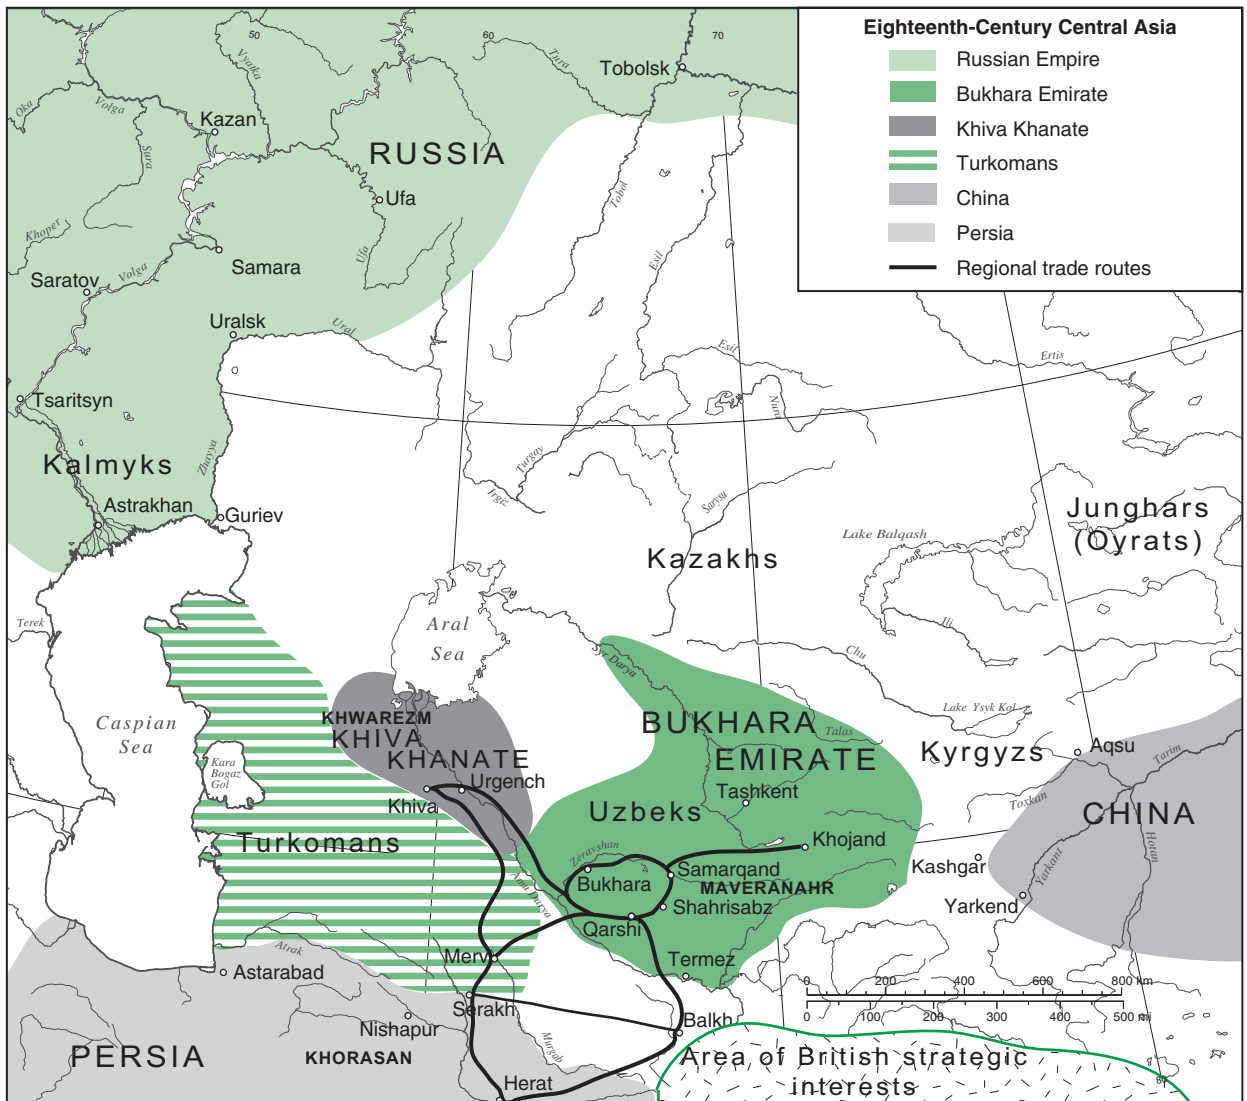 Eighteenth-Century Central Asia
Russian Empire
Bukhara Emirate
Khiva Khanate
Turkomans
China
Persia
Regional trade routes
50
60
70
Vyatka
Tura
Tobolsk
Oka
Volga
Kazan
Sura
RUSSIA
Tobol
Ufa
Khoper
Ufa
Esil
Samara
Saratov
Volga
Uralsk
Ural
Esil
Ertis
Tsaritsyn
Nura
Kalmyks
Zhayya
Turgay
Irgiz
Sarysu
Astrakhan
Guriev
Junghars
(Oyrats)
Lake Balqash
Kazakhs
Terek
Aral
Sea
Ili
Syr Darya
Chu
Lake Ysyk Kol
Caspian
Sea
KHWAREZM
KHIVA
KHANATE
BUKHARA
EMIRATE
Talas
Kyrgyzs
Aqsu
Tarim
Kara
Bogaz
Gol
Urgench
Khiva
Tashkent
Toxkan
CHINA
Uzbeks
Turkomans
Khojand
Hotan
Zeravshan
Samarqand
Kashgar
Yarkant
Bukhara
MAVERANAHR
Amu Darya
Shahrisabz
Yarkend
Qarshi
Atrak
Merv
Termez
Astarabad
0 200 400 600 800 km
0 100 200 300 400 500 mi
Serakh
Nishapur
Balkh
PERSIA
KHORASAN
Murgab
Area of British strategic
interests
Herat
80